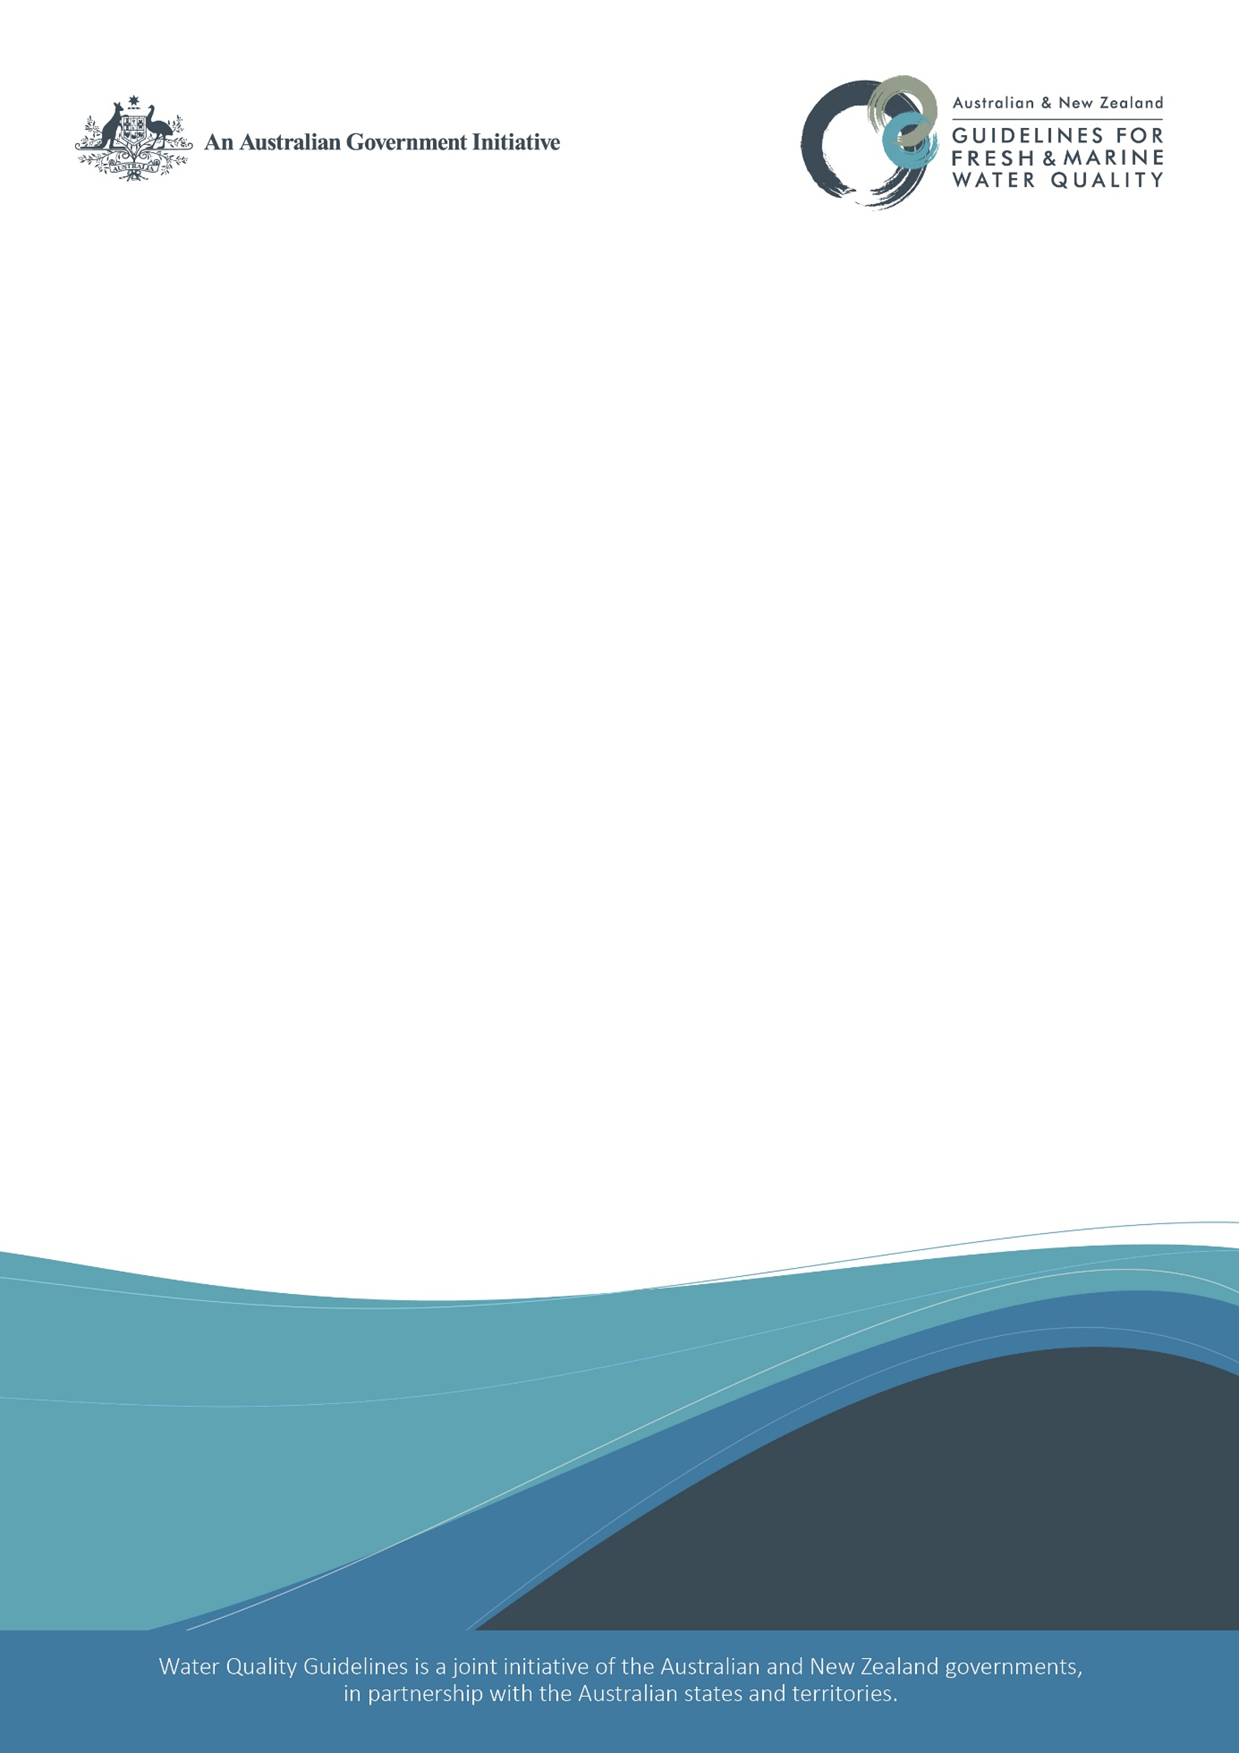 An Australian Government Initiative
AUSTRALIA
Australian & New Zealand
GUIDELINES FOR
FRESH & MARINE
WATER QUALITY
Water Quality Guidelines is a joint initiative of the Australian and New Zealand governments,
in partnership with the Australian states and territories.